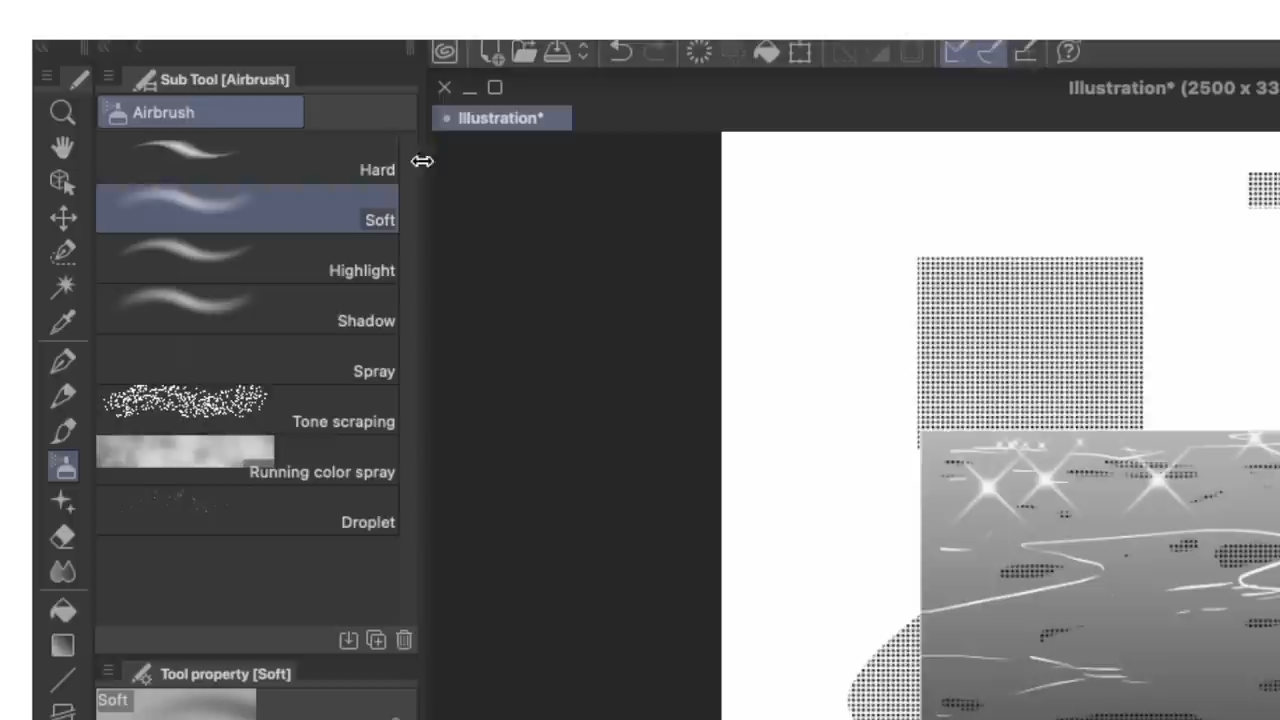 Sub Tool [Airbrush]
Airbrush
Hard
Soft
Highlight
Shadow
Spray
Tone scraping
Running color spray
Droplet
Tool property [Soft]
Soft
Illustration* (2500 x 33
Illustration*